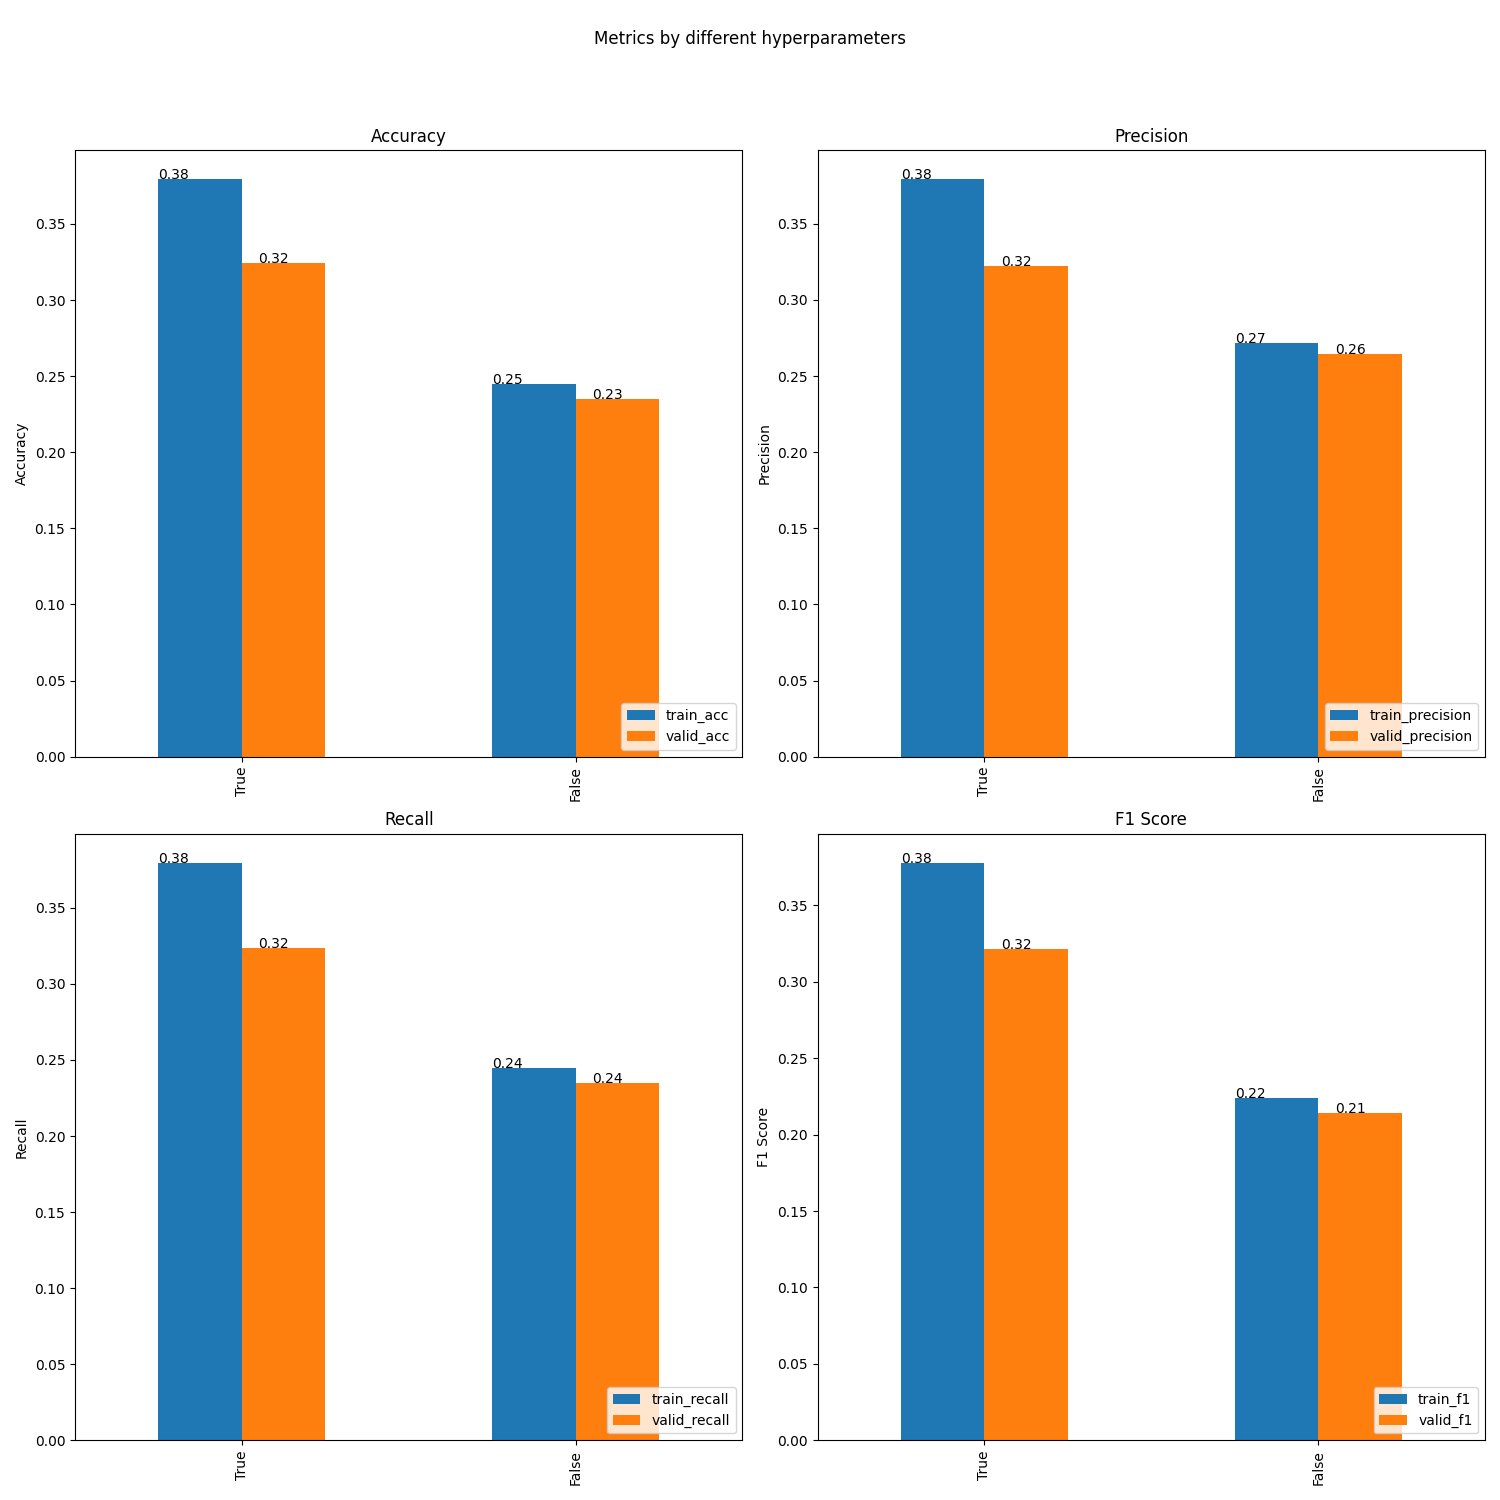 Metrics by different hyperparameters
Accuracy
Accuracy
0.00
0.05
0.10
0.15
0.20
0.25
0.30
0.35
0.38
0.32
0.25
0.23
train_acc
valid_acc
True
False
Precision
Precision
0.00
0.05
0.10
0.15
0.20
0.25
0.30
0.35
0.38
0.32
0.27
0.26
train_precision
valid_precision
True
False
Recall
Recall
0.00
0.05
0.10
0.15
0.20
0.25
0.30
0.35
0.38
0.32
0.24
0.24
train_recall
valid_recall
True
False
F1 Score
F1 Score
0.00
0.05
0.10
0.15
0.20
0.25
0.30
0.35
0.38
0.32
0.22
0.21
train_f1
valid_f1
True
False